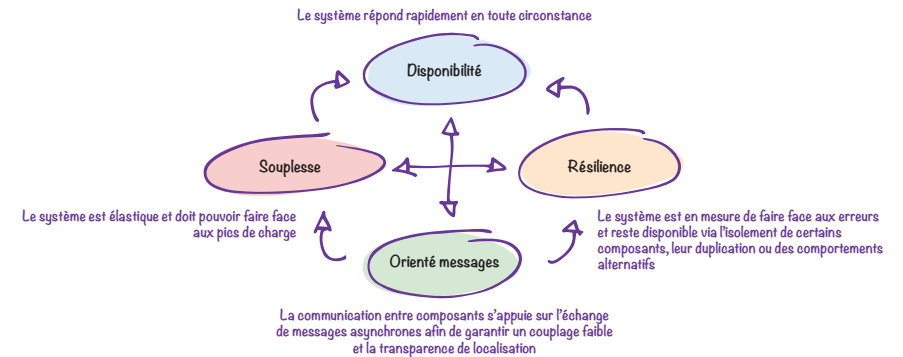 Le système répond rapidement en toute circonstance
Disponibilité
Souplesse
Résilience
Le système est élastique et doit pouvoir faire face
aux pics de charge
Le système est en mesure de faire face aux erreurs
et reste disponible via l'isolement de certains
composants, leur duplication ou des comportements
alternatifs
Orienté messages
La communication entre composants s'appuie sur l'échange
de messages asynchrones afin de garantir un couplage faible
et la transparence de localisation